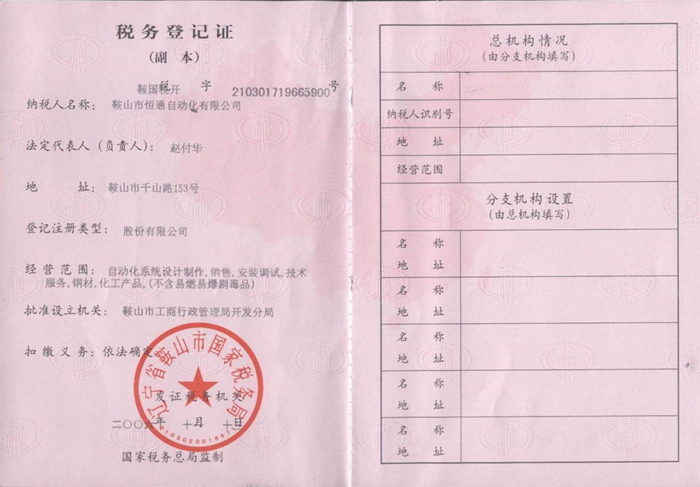 税务登记证
(副 本)
鞍国税开 税 字 210301719665900 号
纳税人名称： 鞍山市恒通自动化有限公司
法定代表人（负责人）： 赵付华
地 址： 鞍山市千山路153号
登记注册类型： 股份有限公司
经 营 范 围： 自动化系统设计制作,销售,安装调试,技术
服务,钢材,化工产品,(不含易燃易爆剧毒品)
批准设立机关： 鞍山市工商行政管理局开发分局
扣 缴 义 务： 依法确定
辽宁省鞍山市国家税务局
发证税务机关
二〇〇六年 十月 十日
国家税务总局监制
总机构情况
(由分支机构填写)
名 称
纳税人识别号
地 址
经营范围
分支机构设置
(由总机构填写)
名 称
地 址
名 称
地 址
名 称
地 址
名 称
地 址
名 称
地 址